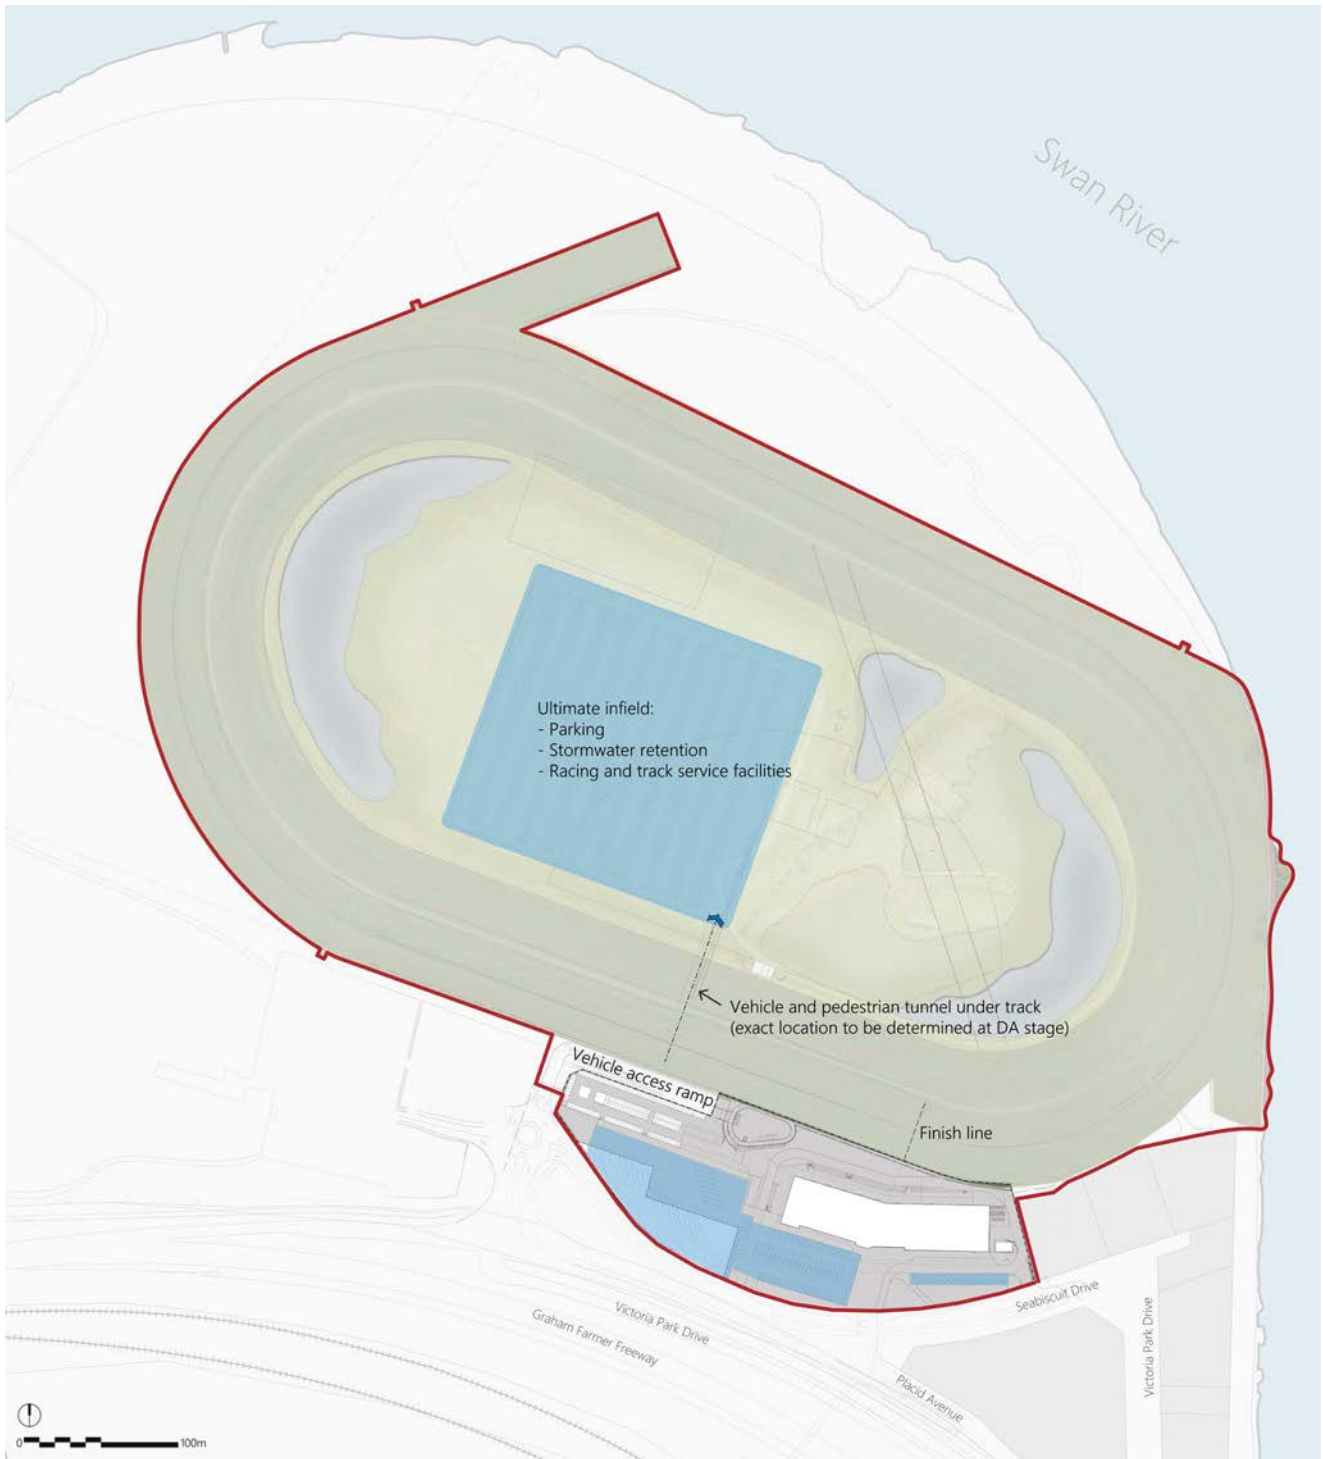 Swan River
Ultimate infield:
- Parking
- Stormwater retention
- Racing and track service facilities
Vehicle and pedestrian tunnel under track
(exact location to be determined at DA stage)
Vehicle access ramp
Finish line
Seabiscuit Drive
Victoria Park Drive
Victoria Park Drive
Graham Farmer Freeway
Placid Avenue
0
100m